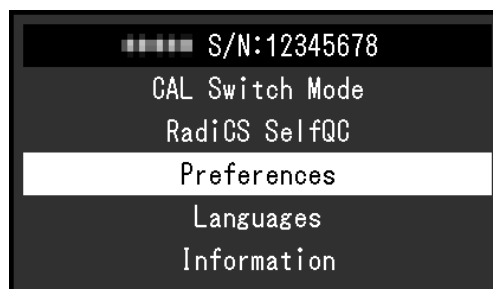 S/N:12345678
CAL Switch Mode
RadiCS SelfQC
Preferences
Languages
Information